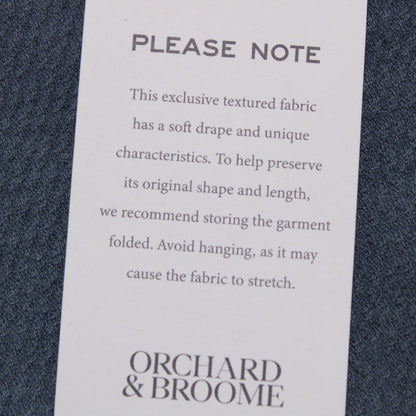 PLEASE NOTE
This exclusive textured fabric
has a soft drape and unique
characteristics. To help preserve
its original shape and length,
we recommend storing the garment
folded. Avoid hanging, as it may
cause the fabric to stretch.
ORCHARD
& BROOME